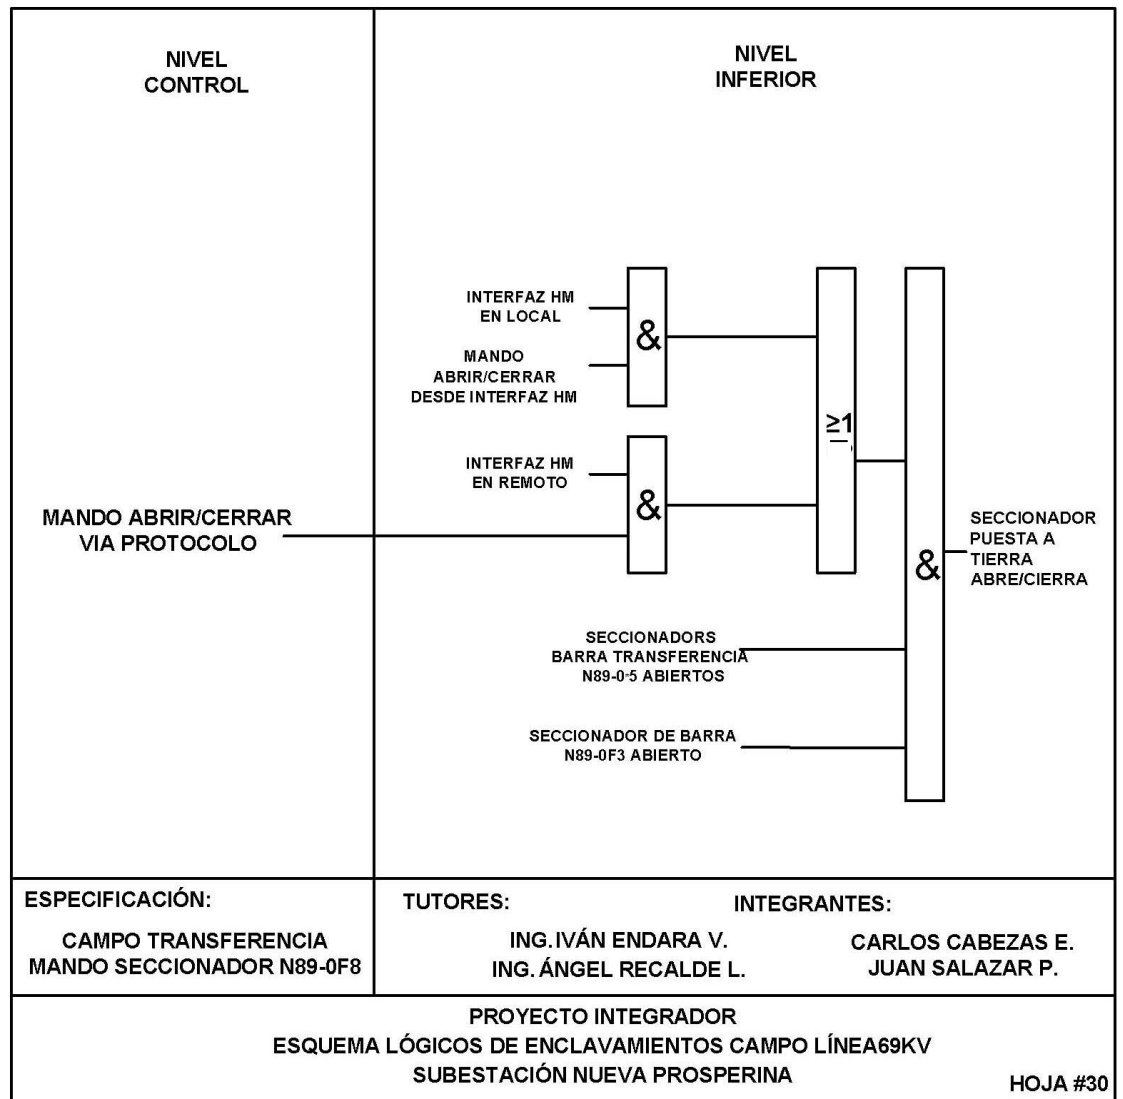 NIVEL
CONTROL
NIVEL
INFERIOR
INTERFAZ HM
EN LOCAL
&
MANDO
ABRIR/CERRAR
DESDE INTERFAZ HM
≥1
INTERFAZ HM
EN REMOTO
&
MANDO ABRIR/CERRAR
VIA PROTOCOLO
&
SECCIONADOR
PUESTA A
TIERRA
ABRE/CIERRA
SECCIONADORS
BARRA TRANSFERENCIA
N89-0-5 ABIERTOS
SECCIONADOR DE BARRA
N89-0F3 ABIERTO
ESPECIFICACIÓN:
CAMPO TRANSFERENCIA
MANDO SECCIONADOR N89-0F8
TUTORES:
ING.IVÁN ENDARA V.
ING. ÁNGEL RECALDE L.
INTEGRANTES:
CARLOS CABEZAS E.
JUAN SALAZAR P.
PROYECTO INTEGRADOR
ESQUEMA LÓGICOS DE ENCLAVAMIENTOS CAMPO LÍNEA69KV
SUBESTACIÓN NUEVA PROSPERINA
HOJA #30